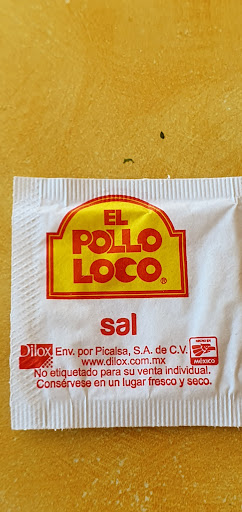 EL
POLLO
LOCO®
sal
Dilox Env. por Picalsa, S.A. de C.V. HECHO EN MÉXICO
www.dilox.com.mx
No etiquetado para su venta individual.
Consérvese en un lugar fresco y seco.